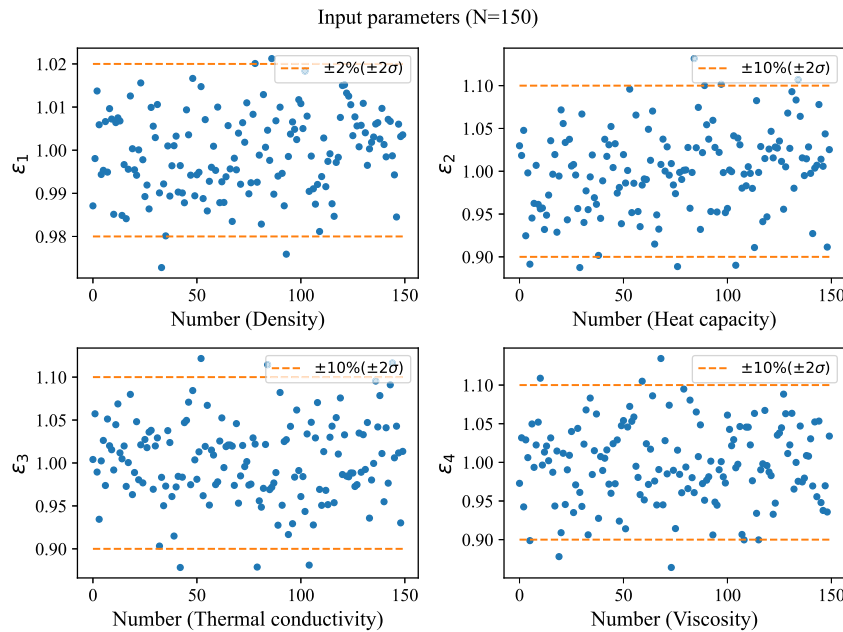 Input parameters (N=150)
±2%(±2σ)
1.02
1.01
1.00
0.99
0.98
ε1
0 50 100 150
Number (Density)
±10%(±2σ)
1.10
1.05
1.00
0.95
0.90
ε2
0 50 100 150
Number (Heat capacity)
±10%(±2σ)
1.10
1.05
1.00
0.95
0.90
ε3
0 50 100 150
Number (Thermal conductivity)
±10%(±2σ)
1.10
1.05
1.00
0.95
0.90
ε4
0 50 100 150
Number (Viscosity)